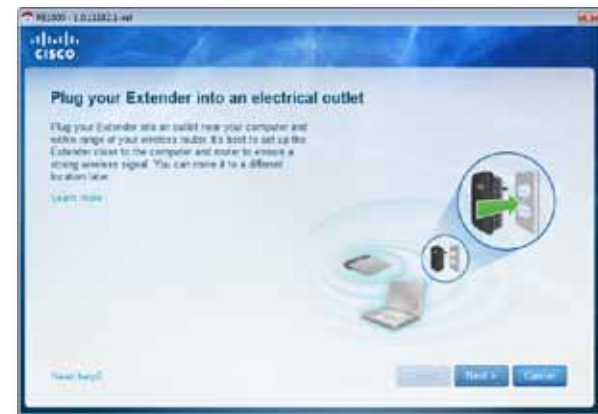 CISCO
Plug your Extender into an electrical outlet
Plug your Extender into an outlet near your computer and
within range of your wireless router. It's best to set up the
Extender close to the computer and router to ensure a
strong wireless signal. You can move it to a different
location later.
Learn more
Need help?
Next >
Cancel